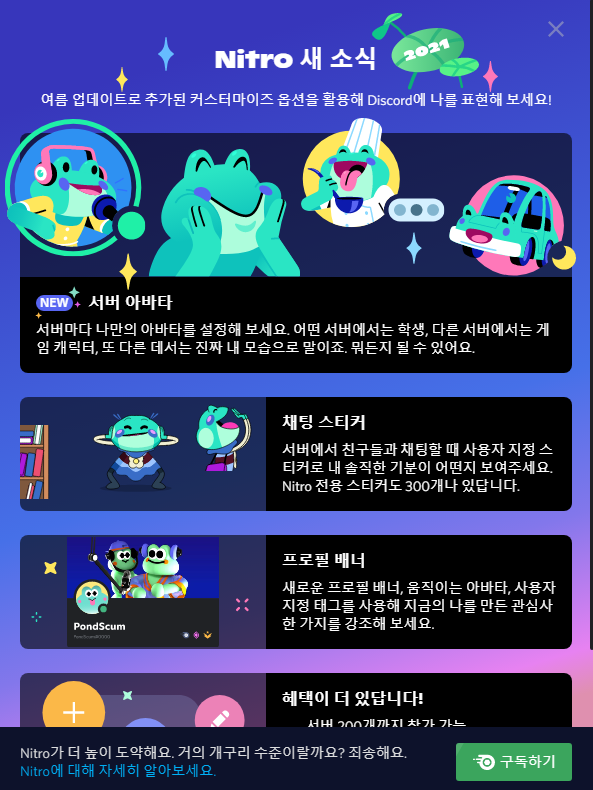 Nitro 새 소식
2021
여름 업데이트로 추가된 커스터마이즈 옵션을 활용해 Discord에 나를 표현해 보세요!
NEW 서버 아바타
서버마다 나만의 아바타를 설정해 보세요. 어떤 서버에서는 학생, 다른 서버에서는 게
임 캐릭터, 또 다른 데서는 진짜 내 모습으로 말이죠. 뭐든지 될 수 있어요.
채팅 스티커
서버에서 친구들과 채팅할 때 사용자 지정 스
티커로 내 솔직한 기분이 어떤지 보여주세요.
Nitro 전용 스티커도 300개나 있답니다.
프로필 배너
새로운 프로필 배너, 움직이는 아바타, 사용자
지정 태그를 사용해 지금의 나를 만든 관심사
한 가지를 강조해 보세요.
PondScum
PondScum#0000
혜택이 더 있답니다!
서버 200개까지 참가 가능
Nitro가 더 높이 도약해요. 거의 개구리 수준이랄까요? 죄송해요.
Nitro에 대해 자세히 알아보세요.
구독하기